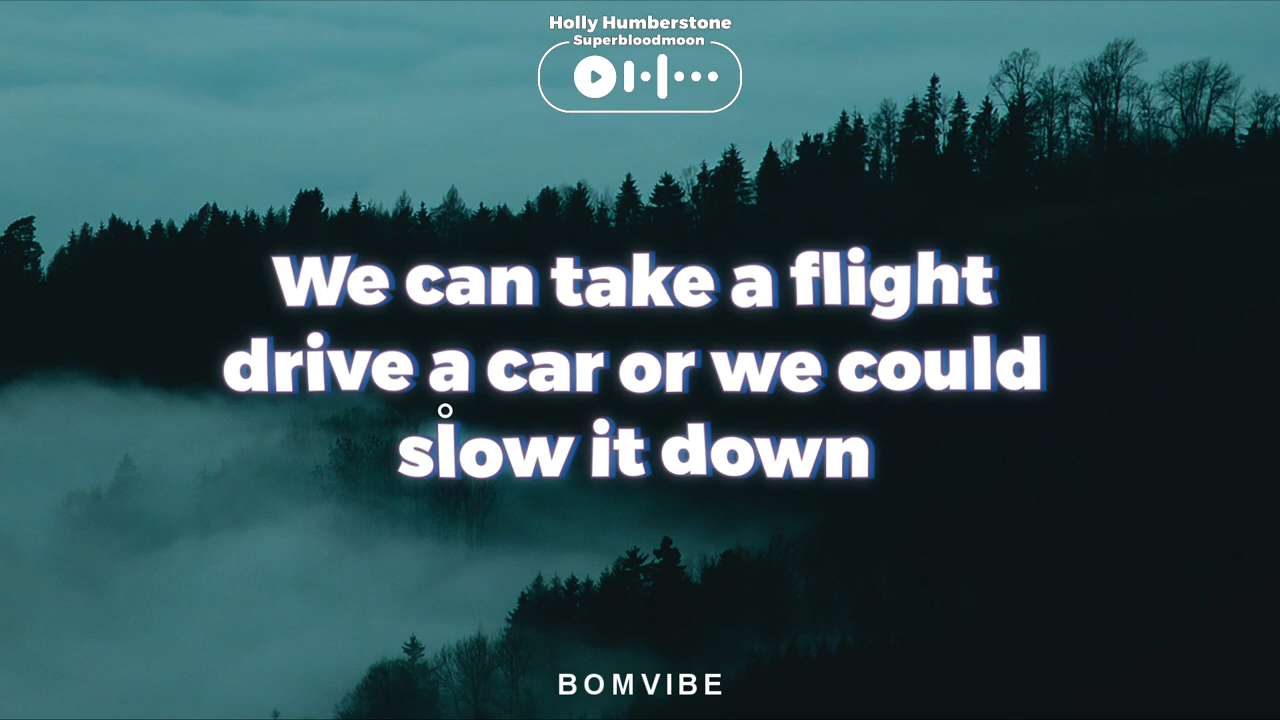 Holly Humberstone
Superbloodmoon
We can take a flight
drive a car or we could
slow it down
BOMVIBE